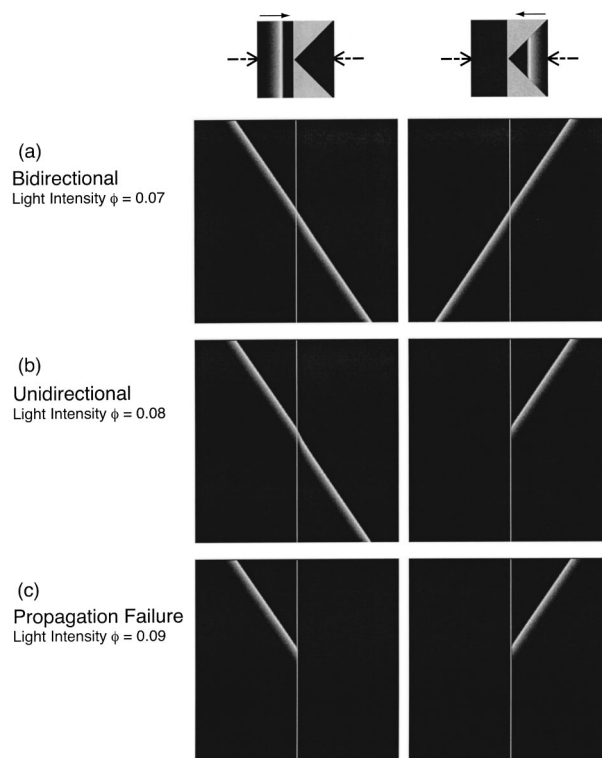 (a)
Bidirectional
Light Intensity ϕ = 0.07
(b)
Unidirectional
Light Intensity ϕ = 0.08
(c)
Propagation Failure
Light Intensity ϕ = 0.09